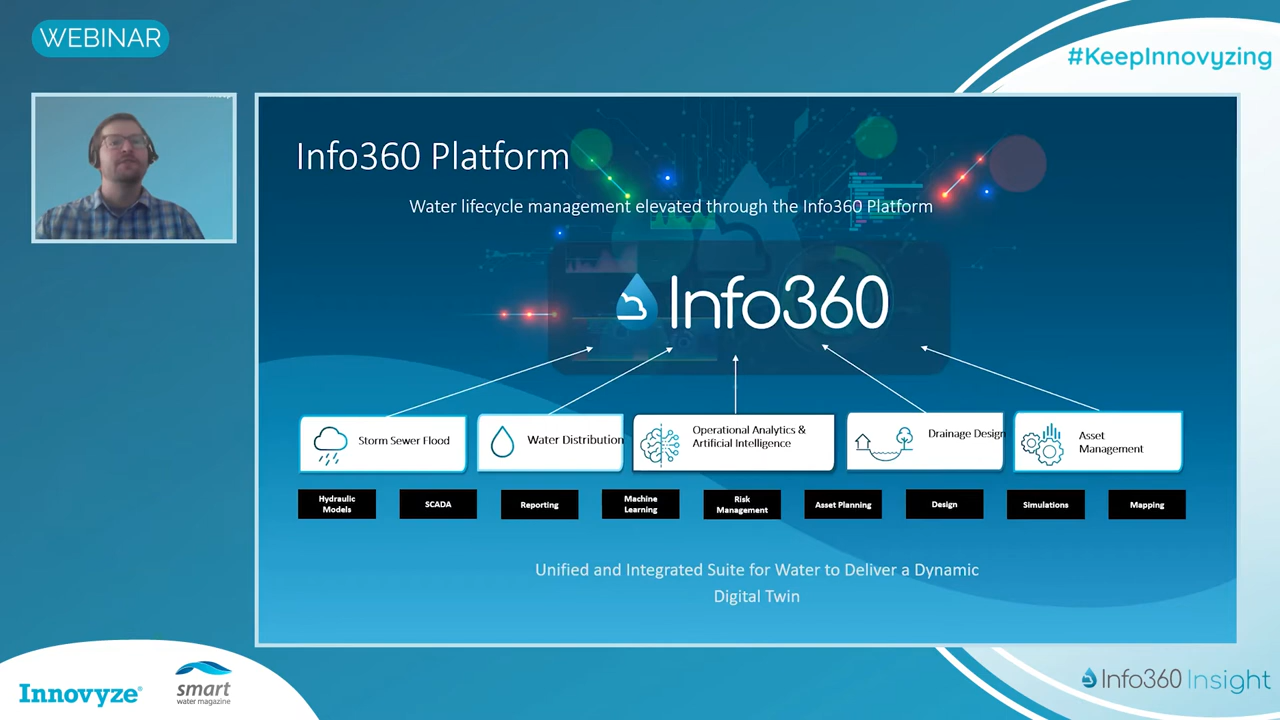 WEBINAR
#KeepInnovyzing
Info360 Platform
Water lifecycle management elevated through the Info360 Platform
Info360
Storm Sewer Flood
Water Distribution
Operational Analytics &
Artificial Intelligence
Drainage Design
Asset
Management
Hydraulic
Models
SCADA
Reporting
Machine
Learning
Risk
Management
Asset Planning
Design
Simulations
Mapping
Unified and Integrated Suite for Water to Deliver a Dynamic
Digital Twin
Innovyze®
smart
water magazine
Info360 Insight